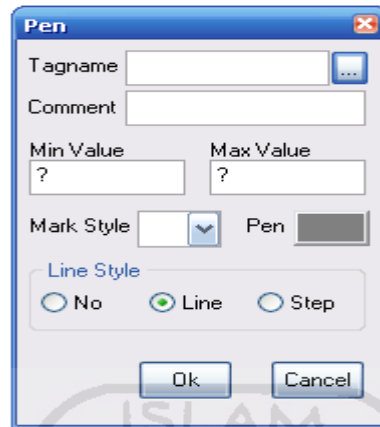 Pen
Tagname ...
Comment
Min Value Max Value
? ?
Mark Style Pen
Line Style
No Line Step
Ok Cancel
ISLAM